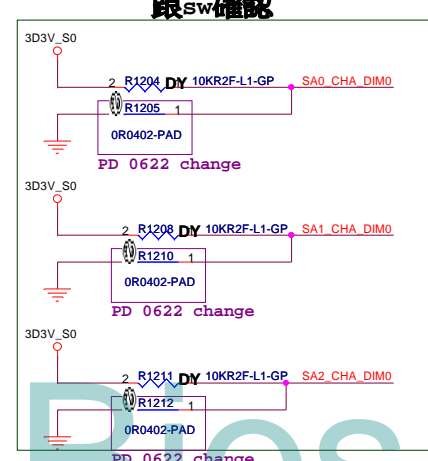 跟sw確認
3D3V_S0
2 R1204 DY 10KR2F-L1-GP SA0_CHA_DIM0
R1205 1
0R0402-PAD
PD 0622 change
3D3V_S0
2 R1208 DY 10KR2F-L1-GP SA1_CHA_DIM0
R1210 1
0R0402-PAD
PD 0622 change
3D3V_S0
2 R1211 DY 10KR2F-L1-GP SA2_CHA_DIM0
R1212 1
0R0402-PAD
PD 0622 change
Bios